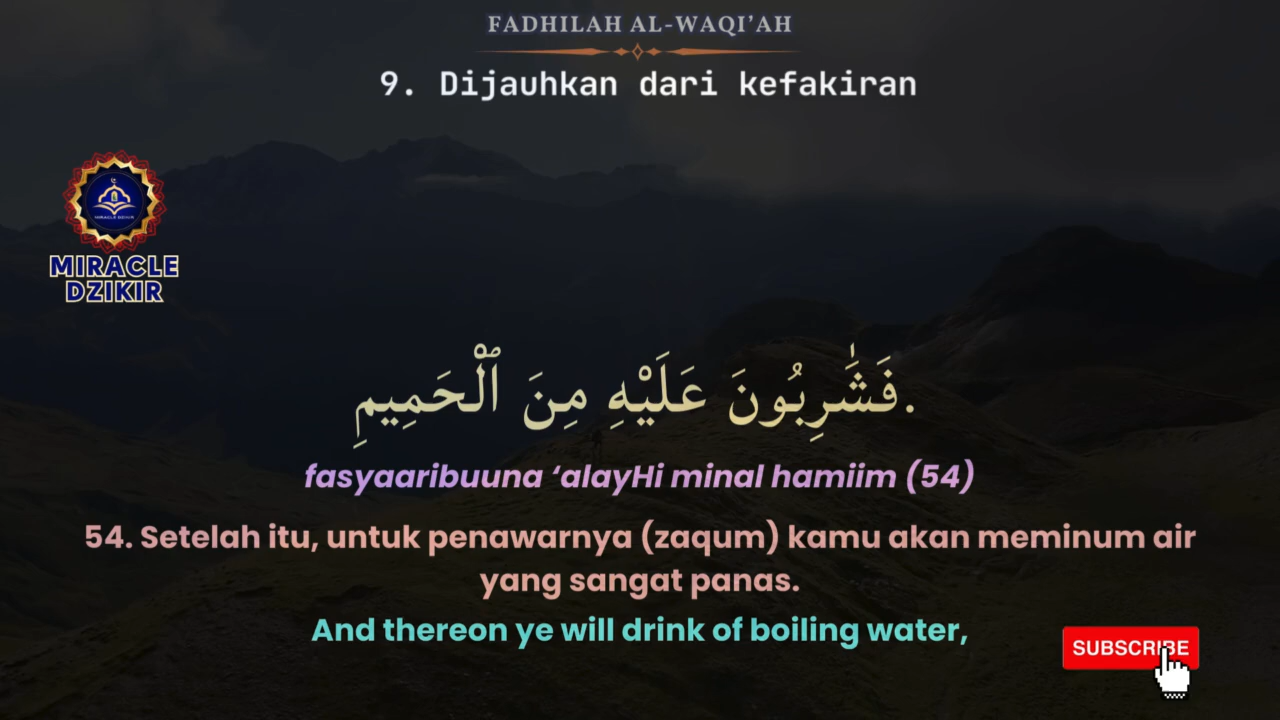 FADHILAH AL-WAQI'AH
9. Dijauhkan dari kefakiran
MIRACLE
DZIKIR
فَشَٰرِبُونَ عَلَيْهِ مِنَ ٱلْحَمِيمِ.
fasyaaribuuna ‘alayHi minal hamiim (54)
54. Setelah itu, untuk penawarnya (zaqum) kamu akan meminum air
yang sangat panas.
And thereon ye will drink of boiling water,
SUBSCRIBE